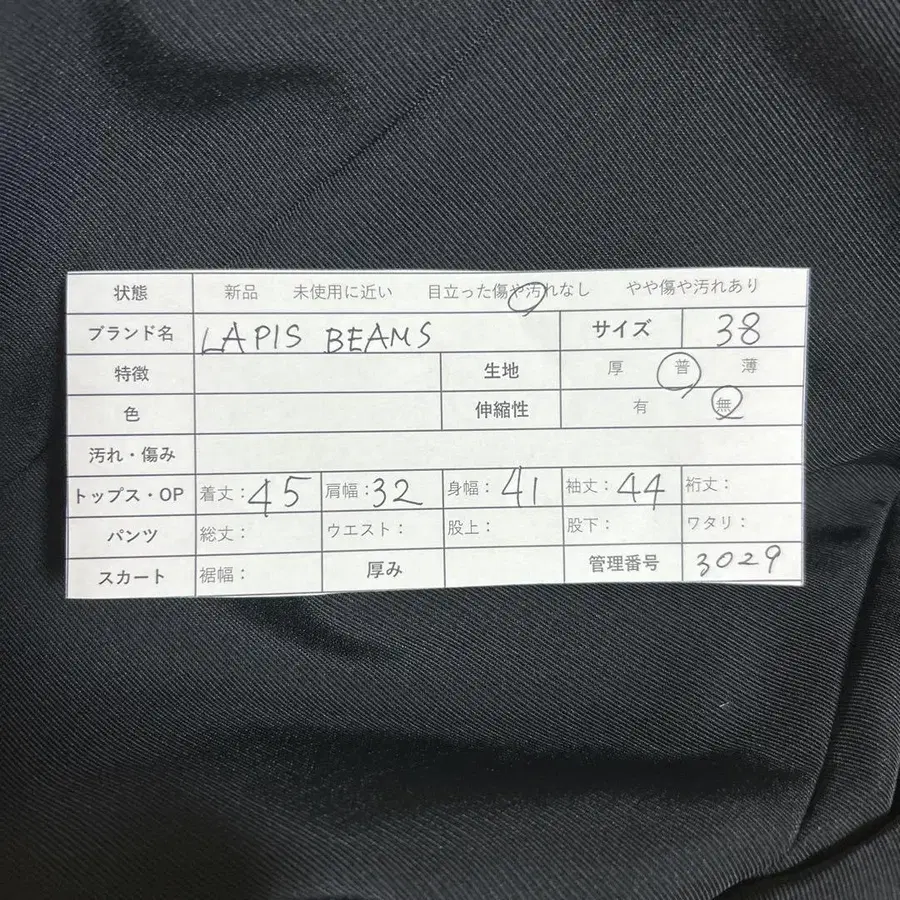 状態 新品 未使用に近い 目立った傷や汚れなし やや傷や汚れあり
ブランド名 LAPIS BEAMS サイズ 38
特徴 生地 厚 普 薄
色 伸縮性 有 無
汚れ・傷み
トップス・OP 着丈：45 肩幅：32 身幅：41 袖丈：44 裄丈：
パンツ 総丈： ウエスト： 股上： 股下： ワタリ：
スカート 裾幅： 厚み 管理番号 3029